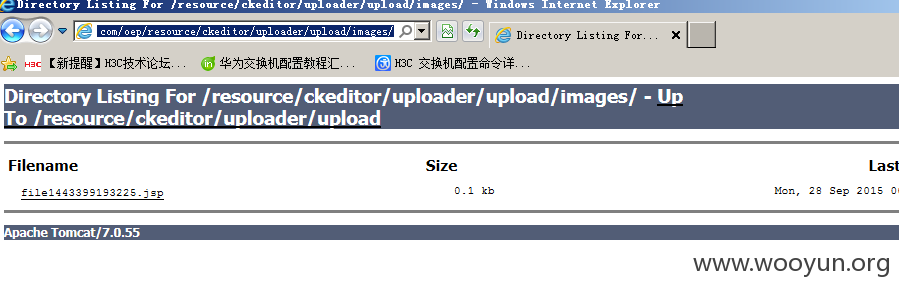 Directory Listing For /resource/ckeditor/uploader/upload/images/ - Windows Internet Explorer
com/oep/resource/ckeditor/uploader/upload/images/
Directory Listing For...
H3C 【新提醒】H3C技术论坛... 华为交换机配置教程汇... H3C 交换机配置命令详...
Directory Listing For /resource/ckeditor/uploader/upload/images/ - Up
To /resource/ckeditor/uploader/upload
Filename Size Last
file1443399193225.jsp 0.1 kb Mon, 28 Sep 2015
Apache Tomcat/7.0.55
www.wooyun.org